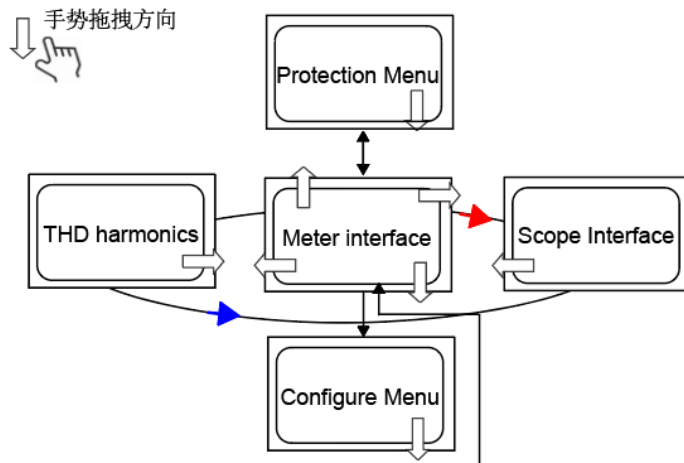 手势拖拽方向
Protection Menu
THD harmonics
Meter interface
Scope Interface
Configure Menu